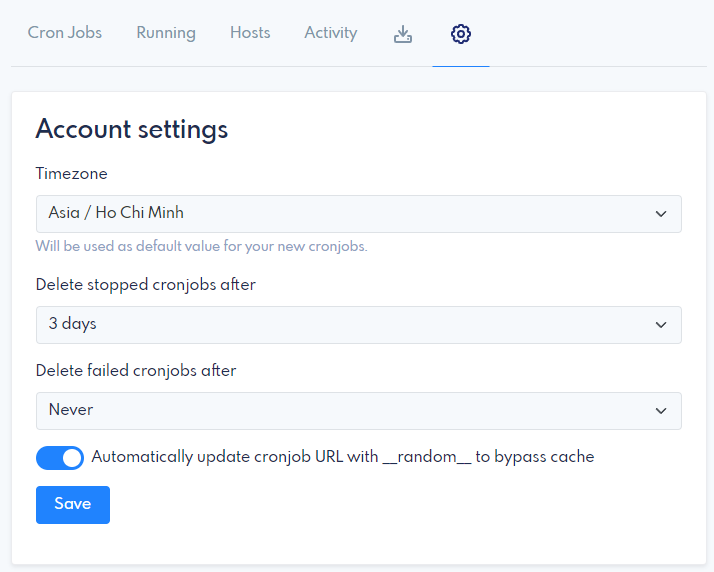 Cron Jobs Running Hosts Activity
Account settings
Timezone
Asia / Ho Chi Minh
Will be used as default value for your new cronjobs.
Delete stopped cronjobs after
3 days
Delete failed cronjobs after
Never
Automatically update cronjob URL with __random__ to bypass cache
Save